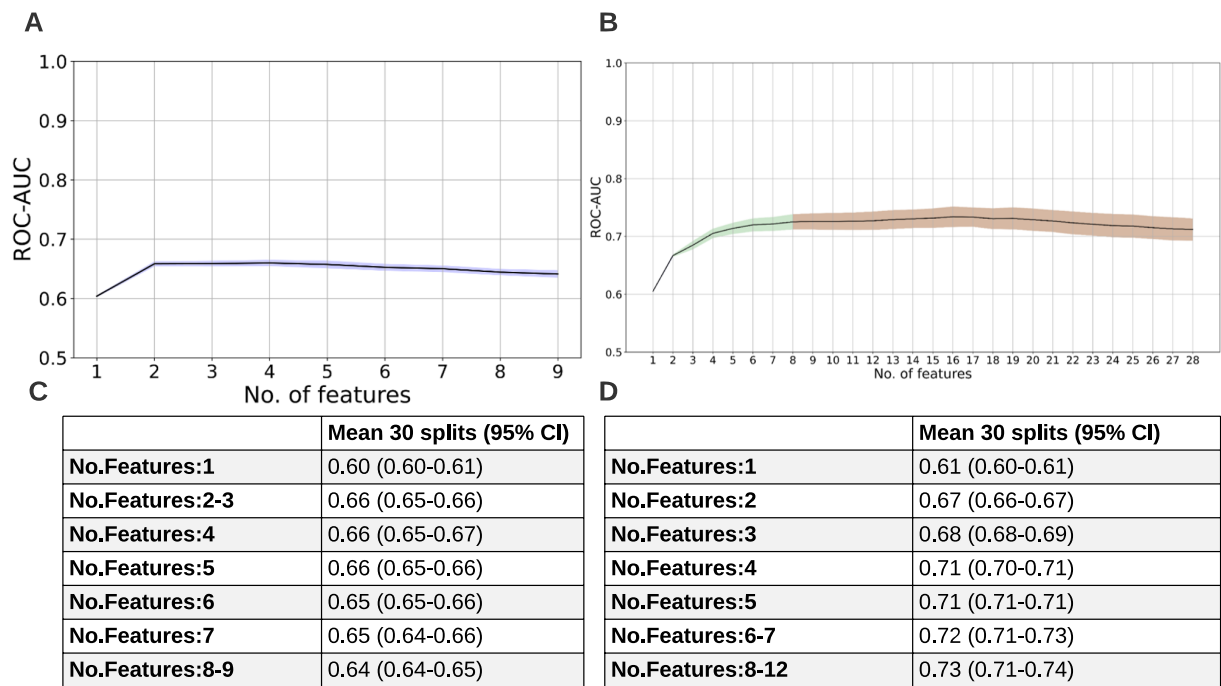 A
ROC-AUC
1.0
0.9
0.8
0.7
0.6
0.5
1 2 3 4 5 6 7 8 9
No. of features
B
ROC-AUC
1.0
0.9
0.8
0.7
0.6
0.5
1 2 3 4 5 6 7 8 9 10 11 12 13 14 15 16 17 18 19 20 21 22 23 24 25 26 27 28
No. of features
C
Mean 30 splits (95% CI)
No.Features:1 0.60 (0.60-0.61)
No.Features:2-3 0.66 (0.65-0.66)
No.Features:4 0.66 (0.65-0.67)
No.Features:5 0.66 (0.65-0.66)
No.Features:6 0.65 (0.65-0.66)
No.Features:7 0.65 (0.64-0.66)
No.Features:8-9 0.64 (0.64-0.65)
D
Mean 30 splits (95% CI)
No.Features:1 0.61 (0.60-0.61)
No.Features:2 0.67 (0.66-0.67)
No.Features:3 0.68 (0.68-0.69)
No.Features:4 0.71 (0.70-0.71)
No.Features:5 0.71 (0.71-0.71)
No.Features:6-7 0.72 (0.71-0.73)
No.Features:8-12 0.73 (0.71-0.74)